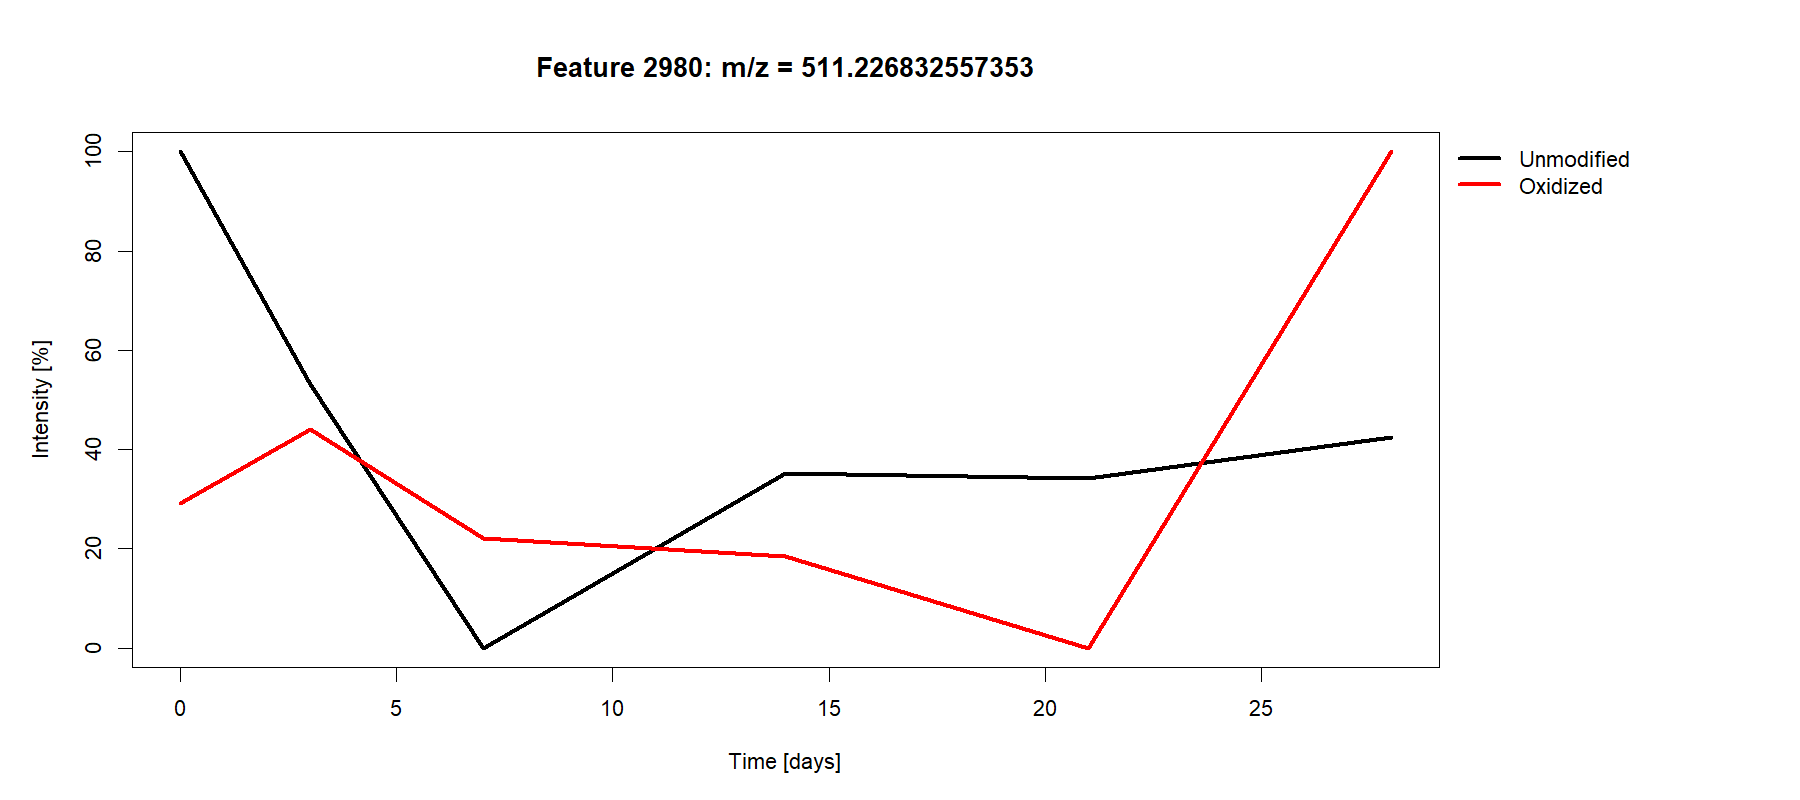 Feature 2980: m/z = 511.226832557353
Unmodified
Oxidized
Intensity [%]
100
80
60
40
20
0
0 5 10 15 20 25
Time [days]